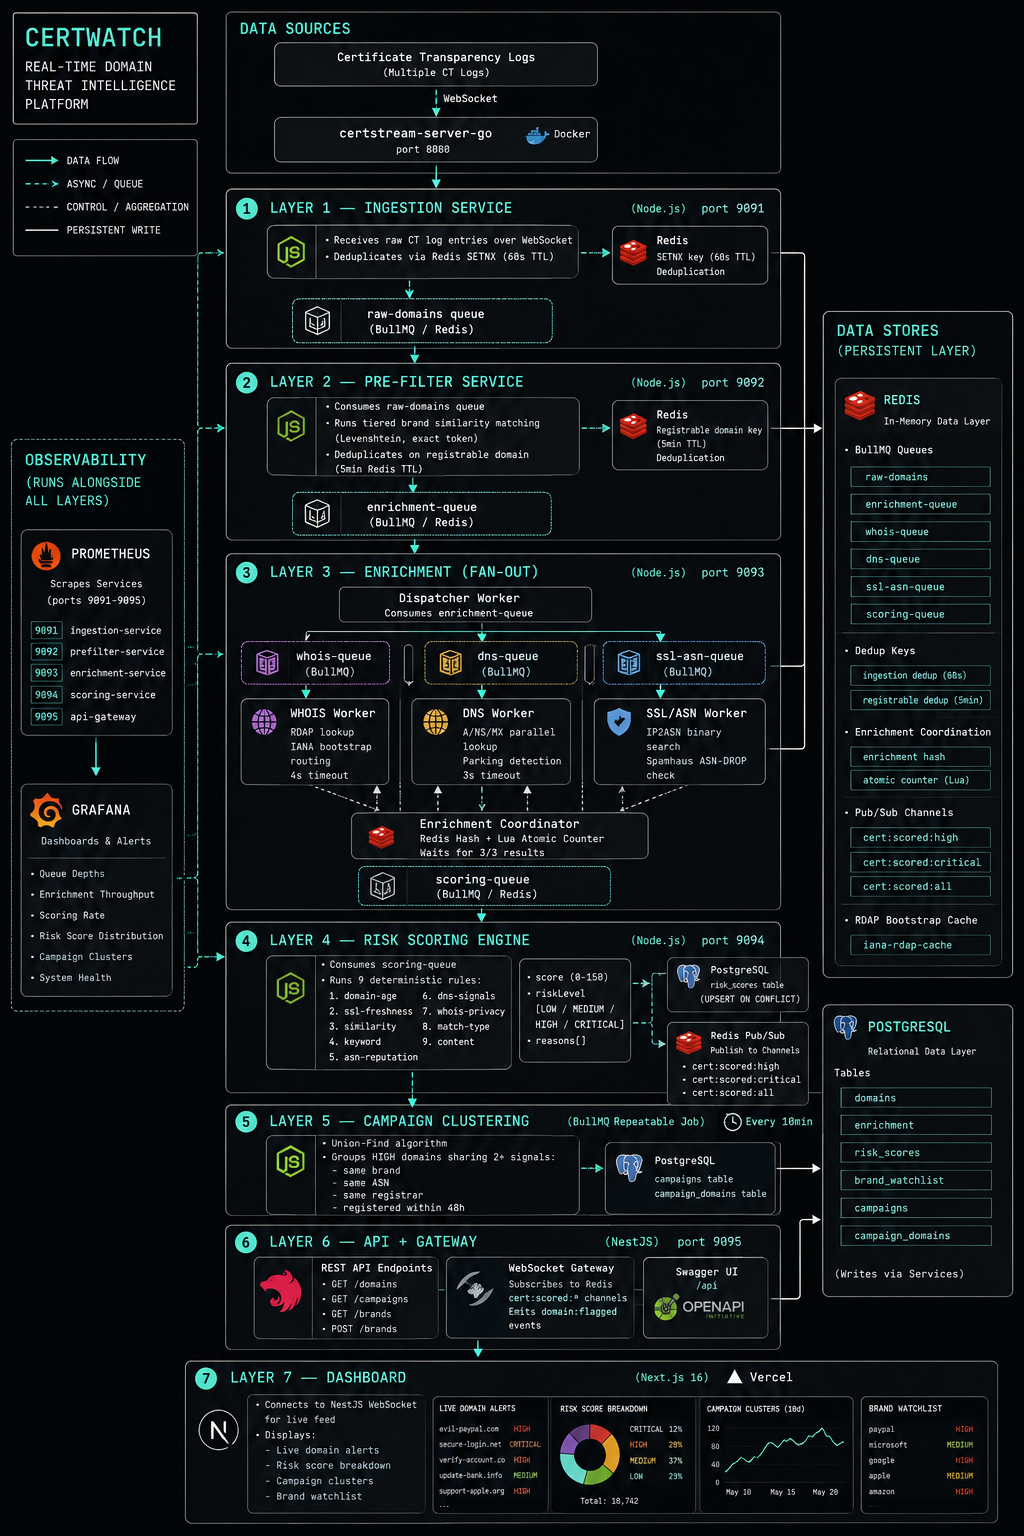 CERTWATCH
REAL-TIME DOMAIN
THREAT INTELLIGENCE
PLATFORM
DATA FLOW
ASYNC / QUEUE
CONTROL / AGGREGATION
PERSISTENT WRITE
DATA SOURCES
Certificate Transparency Logs
(Multiple CT Logs)
WebSocket
certstream-server-go
port 8080
Docker
1
LAYER 1 — INGESTION SERVICE
(Node.js) port 9091
JS
• Receives raw CT log entries over WebSocket
• Deduplicates via Redis SETNX (60s TTL)
Redis
SETNX key (60s TTL)
Deduplication
raw-domains queue
(BullMQ / Redis)
2
LAYER 2 — PRE-FILTER SERVICE
(Node.js) port 9092
JS
• Consumes raw-domains queue
• Runs tiered brand similarity matching
(Levenshtein, exact token)
• Deduplicates on registrable domain
(5min Redis TTL)
Redis
Registrable domain key
(5min TTL)
Deduplication
enrichment-queue
(BullMQ / Redis)
3
LAYER 3 — ENRICHMENT (FAN-OUT)
(Node.js) port 9093
Dispatcher Worker
Consumes enrichment-queue
whois-queue
(BullMQ)
dns-queue
(BullMQ)
ssl-asn-queue
(BullMQ)
WHOIS Worker
RDAP lookup
IANA bootstrap
routing
4s timeout
DNS Worker
A/NS/MX parallel
lookup
Parking detection
3s timeout
SSL/ASN Worker
IP2ASN binary
search
Spamhaus ASN-DROP
check
Enrichment Coordinator
Redis Hash + Lua Atomic Counter
Waits for 3/3 results
scoring-queue
(BullMQ / Redis)
4
LAYER 4 — RISK SCORING ENGINE
(Node.js) port 9094
JS
• Consumes scoring-queue
• Runs 9 deterministic rules:
1. domain-age
2. ssl-freshness
3. similarity
4. keyword
5. asn-reputation
6. dns-signals
7. whois-privacy
8. match-type
9. content
• score (0-150)
• riskLevel
[LOW / MEDIUM /
HIGH / CRITICAL]
• reasons[]
PostgreSQL
risk_scores table
(UPSERT ON CONFLICT)
Redis Pub/Sub
Publish to Channels
• cert:scored:high
• cert:scored:critical
• cert:scored:all
5
LAYER 5 — CAMPAIGN CLUSTERING
(BullMQ Repeatable Job)
Every 10min
JS
• Union-Find algorithm
• Groups HIGH domains sharing 2+ signals:
- same brand
- same ASN
- same registrar
- registered within 48h
PostgreSQL
campaigns table
campaign_domains table
6
LAYER 6 — API + GATEWAY
(NestJS) port 9095
REST API Endpoints
• GET /domains
• GET /campaigns
• GET /brands
• POST /brands
WebSocket Gateway
Subscribes to Redis
cert:scored:* channels
Emits domain:flagged
events
Swagger UI
/api
OPENAPI
INITIATIVE
7
LAYER 7 — DASHBOARD
(Next.js 16)
Vercel
N
• Connects to NestJS WebSocket
for live feed
• Displays:
- Live domain alerts
- Risk score breakdown
- Campaign clusters
- Brand watchlist
LIVE DOMAIN ALERTS
evil-paypal.com HIGH
secure-login.net CRITICAL
verify-account.co HIGH
update-bank.info MEDIUM
support-apple.org HIGH
...
RISK SCORE BREAKDOWN
CRITICAL 12%
HIGH 28%
MEDIUM 37%
LOW 23%
Total: 18,742
CAMPAIGN CLUSTERS (10d)
120
80
40
0
May 10
May 15
May 20
BRAND WATCHLIST
paypal HIGH
microsoft MEDIUM
google HIGH
apple MEDIUM
amazon HIGH
OBSERVABILITY
(RUNS ALONGSIDE
ALL LAYERS)
PROMETHEUS
Scrapes Services
(ports 9091-9095)
9091 ingestion-service
9092 prefilter-service
9093 enrichment-service
9094 scoring-service
9095 api-gateway
GRAFANA
Dashboards & Alerts
• Queue Depths
• Enrichment Throughput
• Scoring Rate
• Risk Score Distribution
• Campaign Clusters
• System Health
DATA STORES
(PERSISTENT LAYER)
REDIS
In-Memory Data Layer
• BullMQ Queues
raw-domains
enrichment-queue
whois-queue
dns-queue
ssl-asn-queue
scoring-queue
• Dedup Keys
ingestion dedup (60s)
registrable dedup (5min)
• Enrichment Coordination
enrichment hash
atomic counter (Lua)
• Pub/Sub Channels
cert:scored:high
cert:scored:critical
cert:scored:all
• RDAP Bootstrap Cache
iana-rdap-cache
POSTGRESQL
Relational Data Layer
Tables
domains
enrichment
risk_scores
brand_watchlist
campaigns
campaign_domains
(Writes via Services)